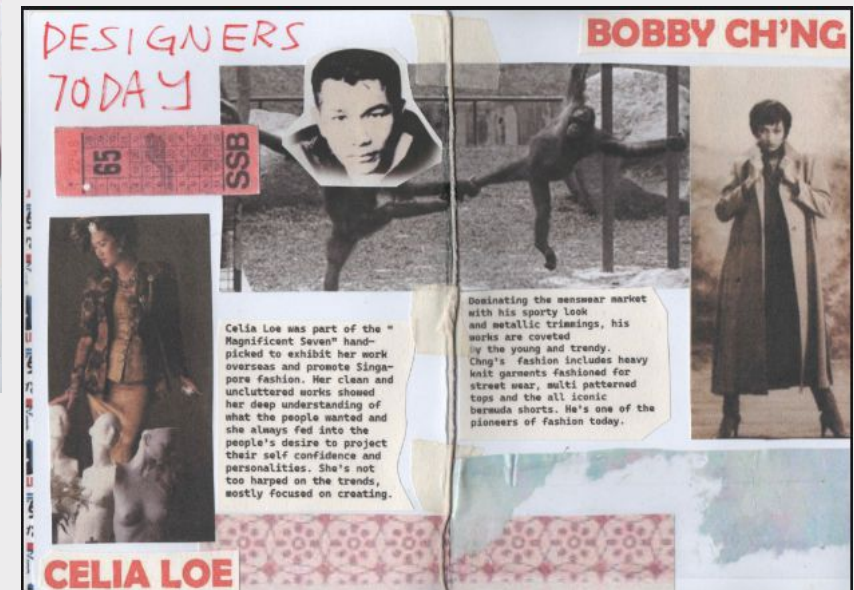 DESIGNERS
TODAY
BOBBY CH'NG
65
SSB
Celia Loe was part of the "
Magnificent Seven" hand-
picked to exhibit her work
overseas and promote Singa-
pore fashion. Her clean and
uncluttered works showed
her deep understanding of
what the people wanted and
she always fed into the
people's desire to project
their self confidence and
personalities. She's not
too harped on the trends,
mostly focused on creating.
Dominating the menswear market
with his sporty look
and metallic trimmings, his
works are coveted
by the young and trendy.
Chng's fashion includes heavy
knit garments fashioned for
street wear, multi patterned
tops and the all iconic
bermuda shorts. He's one of the
pioneers of fashion today.
CELIA LOE